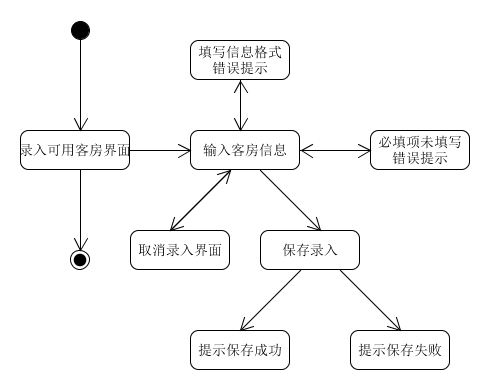 填写信息格式
错误提示
录入可用客房界面
输入客房信息
必填项未填写
错误提示
取消录入界面
保存录入
提示保存成功
提示保存失败